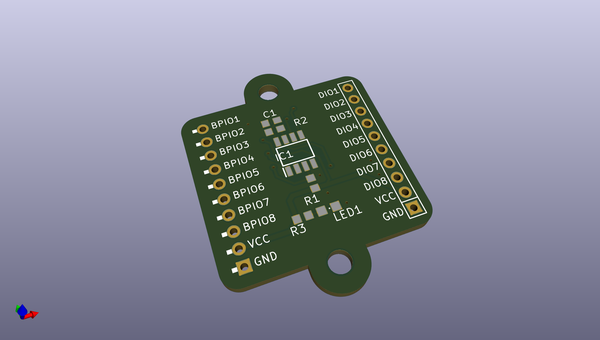 BPIO1
BPIO2
BPIO3
BPIO4
BPIO5
BPIO6
BPIO7
BPIO8
VCC
GND
C1
R2
IC1
R1
R3
LED1
DIO1
DIO2
DIO3
DIO4
DIO5
DIO6
DIO7
DIO8
VCC
GND